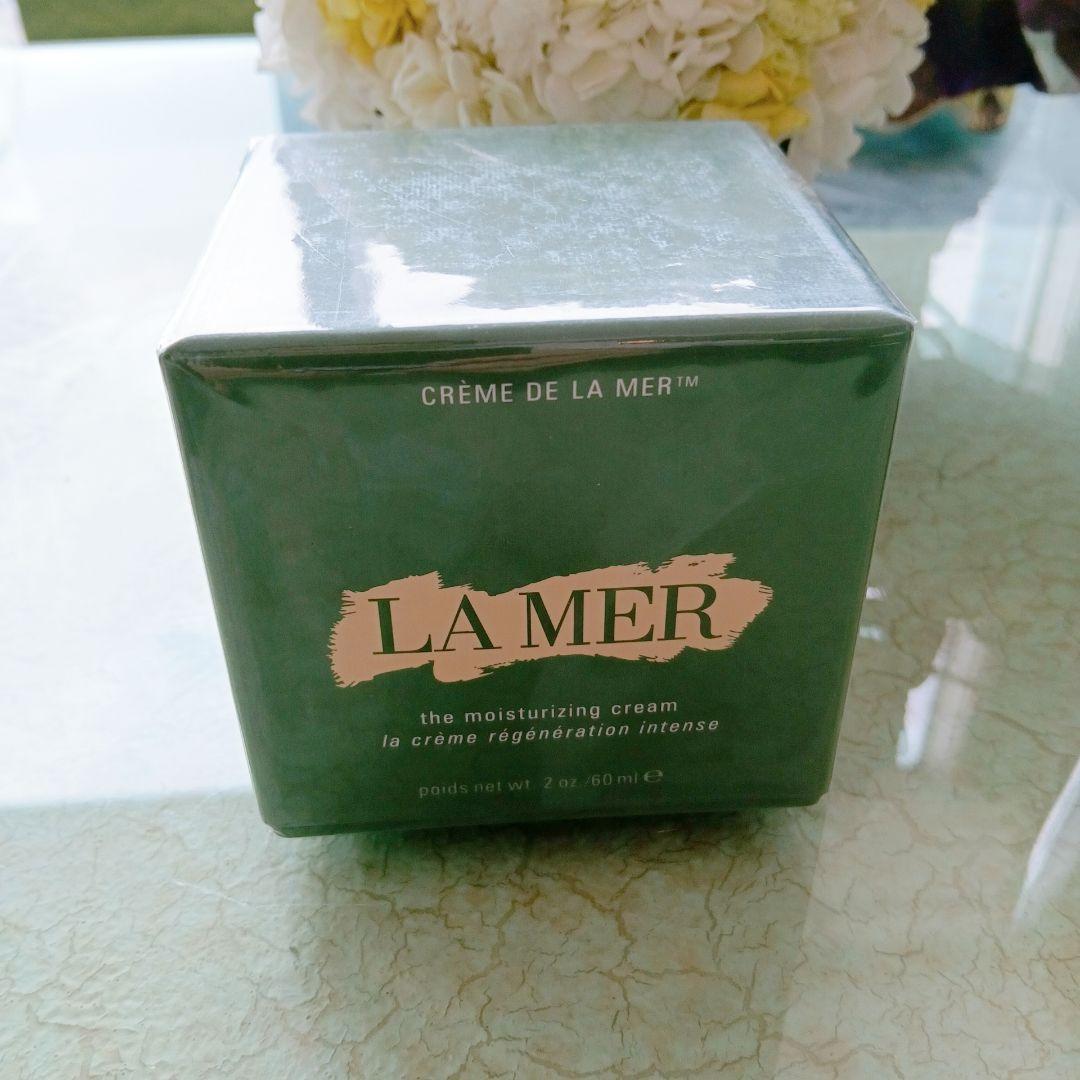 CRÈME DE LA MER™
LA MER
the moisturizing cream
la crème régénération intense
poids net wt. 2 oz./60 ml ℮